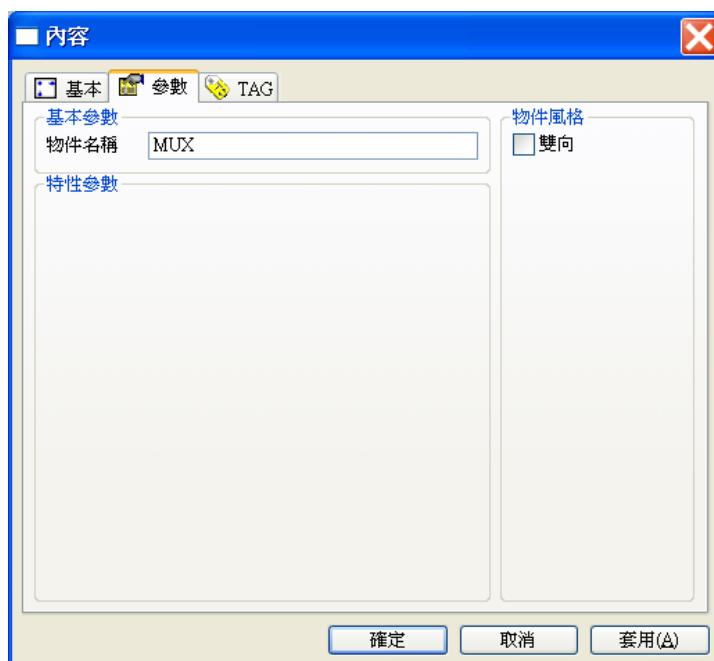 內容
基本 參數 TAG
基本參數
物件名稱 MUX
特性參數
物件風格
雙向
確定 取消 套用(A)